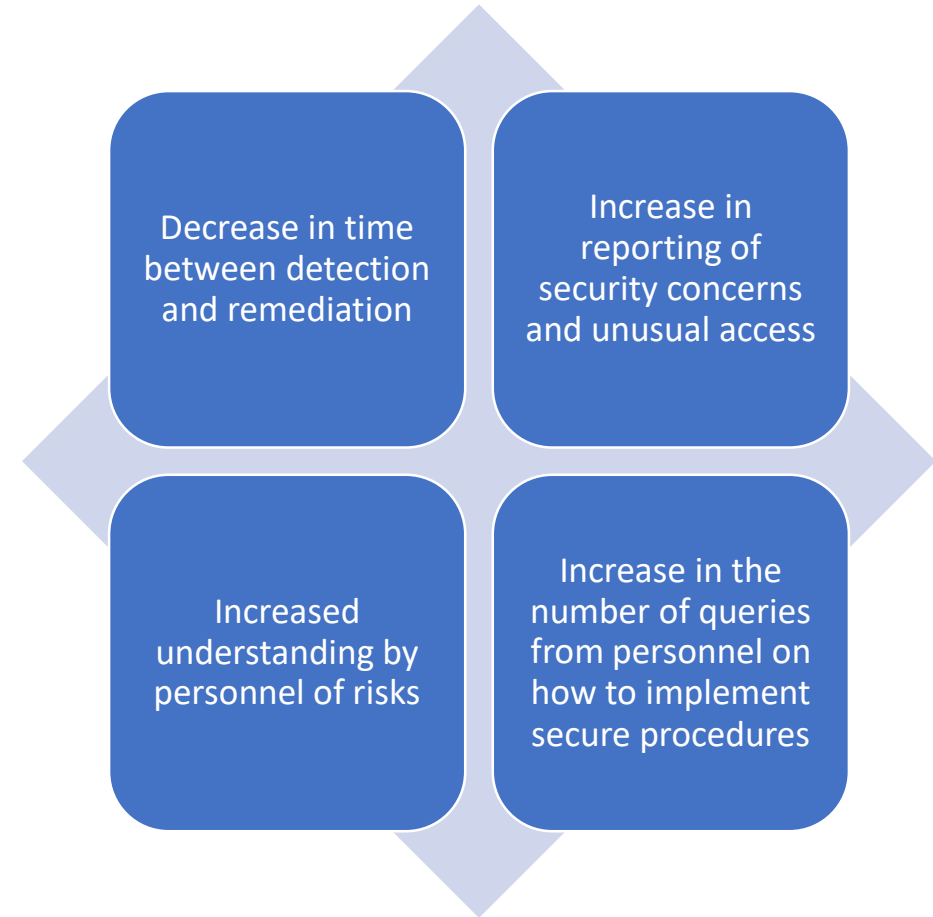 Decrease in time
between detection
and remediation
Increase in
reporting of
security concerns
and unusual access
Increased
understanding by
personnel of risks
Increase in the
number of queries
from personnel on
how to implement
secure procedures